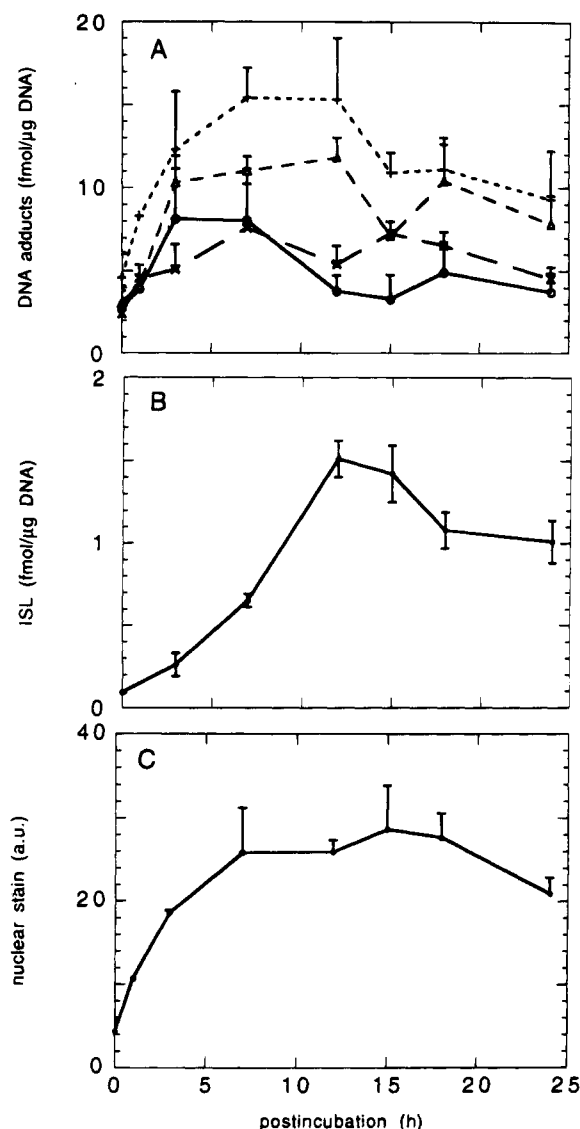 A
DNA adducts (fmol/µg DNA)
20
10
0
B
ISL (fmol/µg DNA)
2
1
0
C
nuclear stain (a.u.)
40
20
0
0 5 10 15 20 25
postincubation (h)